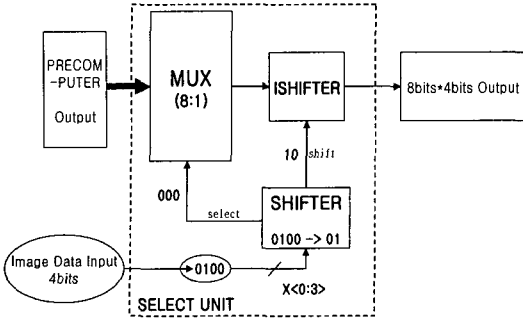 PRECOM
-PUTER
Output
MUX
(8:1)
ISHIFTER
8bits*4bits Output
10 shift
000
select
SHIFTER
0100 -> 01
Image Data Input
4bits
0100
X<0:3>
SELECT UNIT